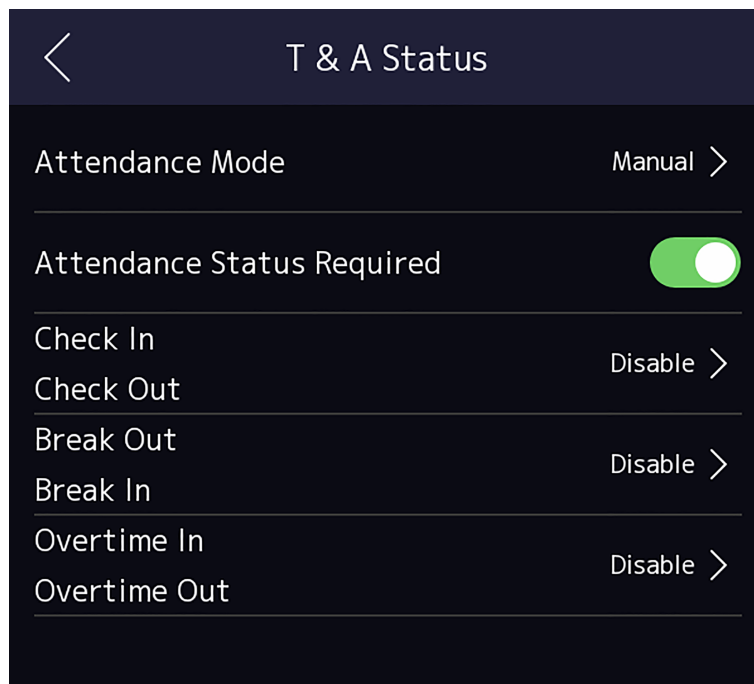 T & A Status
Attendance Mode
Manual
Attendance Status Required
Check In
Check Out
Disable
Break Out
Break In
Disable
Overtime In
Overtime Out
Disable